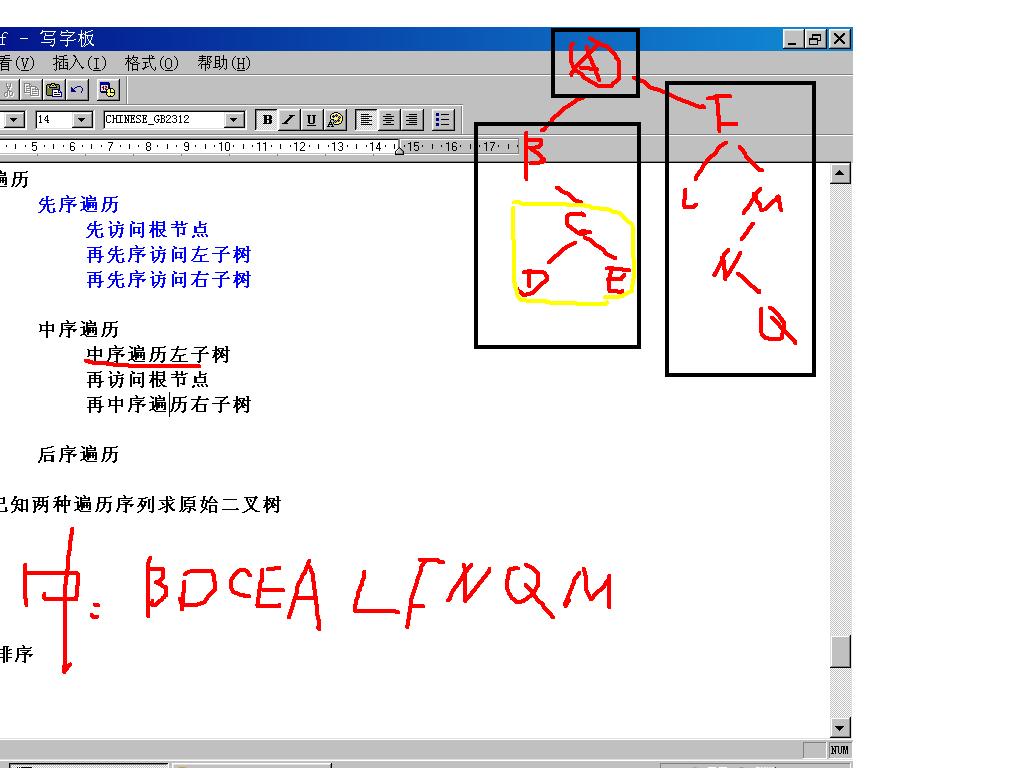 f - 写字板
看(V) 插入(I) 格式(O) 帮助(H)
14 CHINESE_GB2312 B I U
5 6 7 8 9 10 11 12 13 14 15 16 17
A
B F
L M
C
N
D E
Q
遍历
先序遍历
先访问根节点
再先序访问左子树
再先序访问右子树
中序遍历
中序遍历左子树
再访问根节点
再中序遍历右子树
后序遍历
已知两种遍历序列求原始二叉树
中: BDCEALFNQM
排序
NUM